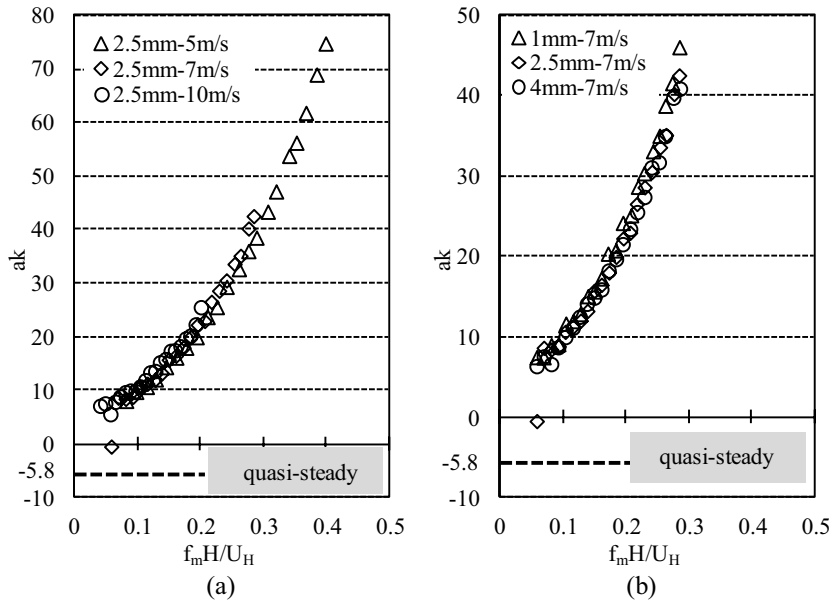 80
70
60
50
40
30
20
10
0
-5.8
-10
ak
△ 2.5mm-5m/s
◇ 2.5mm-7m/s
○ 2.5mm-10m/s
quasi-steady
0 0.1 0.2 0.3 0.4 0.5
fₘH/U_H
(a)
50
40
30
20
10
0
-5.8
-10
ak
△ 1mm-7m/s
◇ 2.5mm-7m/s
○ 4mm-7m/s
quasi-steady
0 0.1 0.2 0.3 0.4 0.5
fₘH/U_H
(b)